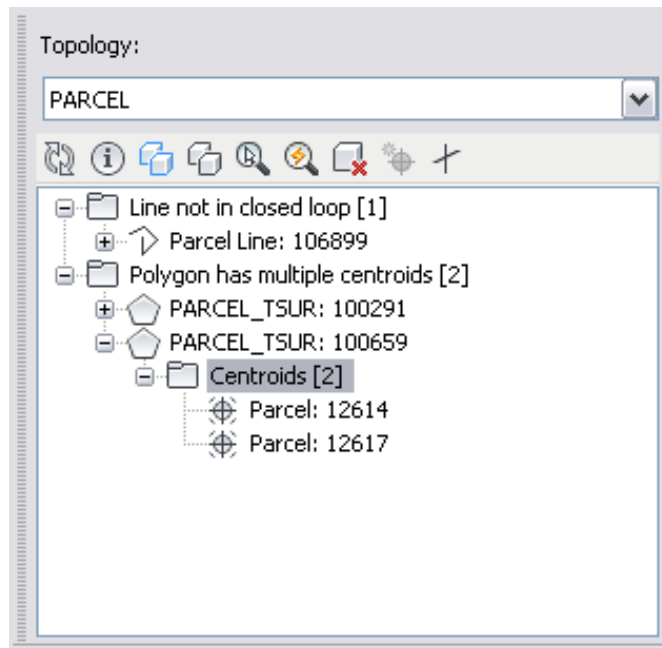 Topology:
PARCEL
Line not in closed loop [1]
Parcel Line: 106899
Polygon has multiple centroids [2]
PARCEL_TSUR: 100291
PARCEL_TSUR: 100659
Centroids [2]
Parcel: 12614
Parcel: 12617